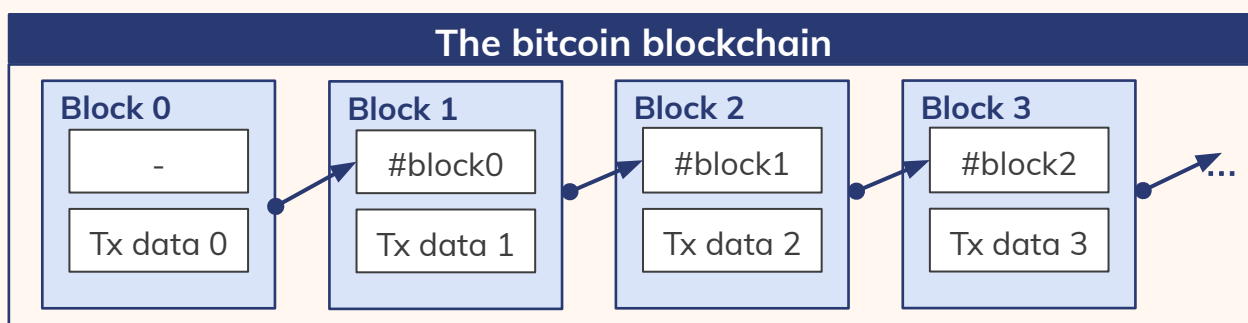 The bitcoin blockchain
Block 0
-
Tx data 0
Block 1
#block0
Tx data 1
Block 2
#block1
Tx data 2
Block 3
#block2
Tx data 3
...